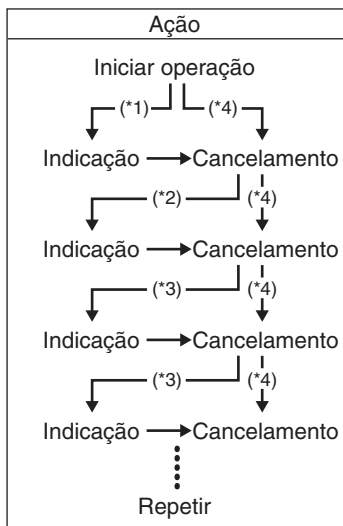 Ação
Iniciar operação
(*1) (*4)
Indicação Cancelamento
(*2) (*4)
Indicação Cancelamento
(*3) (*4)
Indicação Cancelamento
(*3) (*4)
Indicação Cancelamento
Repetir